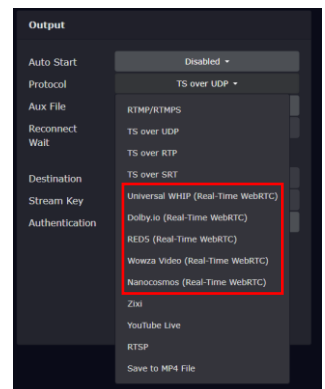 Output
Auto Start
Disabled
Protocol
TS over UDP
Aux File
RTMP/RTMPS
Reconnect
Wait
TS over UDP
TS over RTP
TS over SRT
Destination
Universal WHIP (Real-Time WebRTC)
Stream Key
Dolby.io (Real-Time WebRTC)
Authentication
RED5 (Real-Time WebRTC)
Wowza Video (Real-Time WebRTC)
Nanocosmos (Real-Time WebRTC)
Zixi
YouTube Live
RTSP
Save to MP4 File